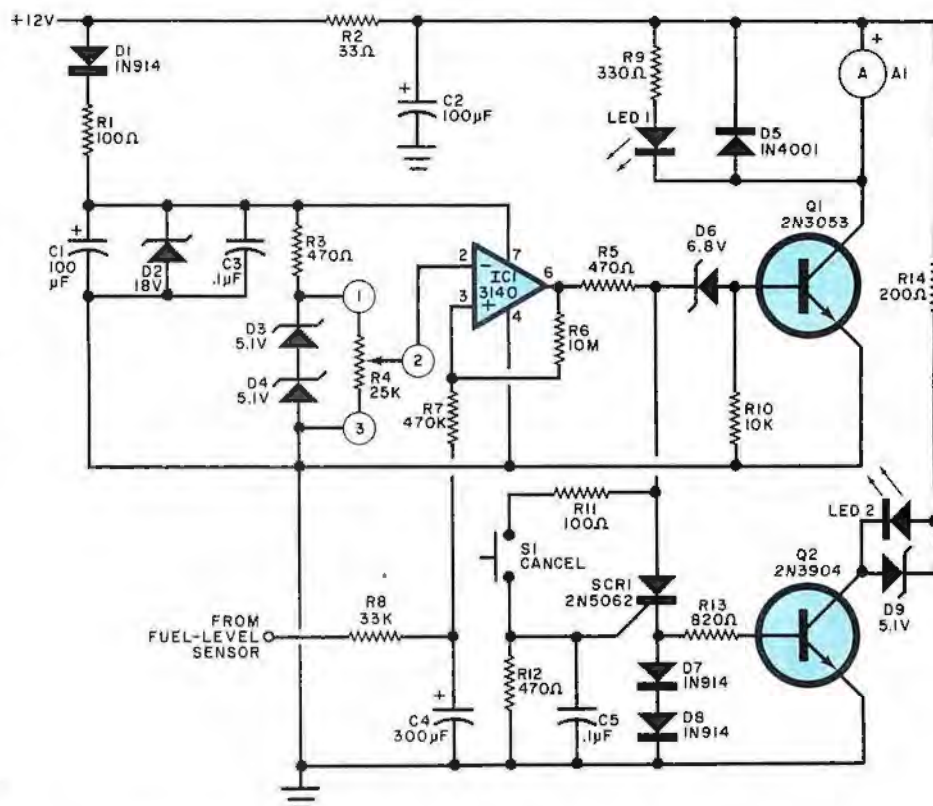 +12V
D1
1N914
R1
100Ω
R2
33Ω
+
C2
100µF
R9
330Ω
LED 1
D5
1N4001
+
A
A1
+
C1
100
µF
D2
18V
C3
.1µF
R3
470Ω
D3
5.1V
D4
5.1V
1
2
3
R4
25K
2
-
7
IC1
3140
6
3
+
4
R5
470Ω
R6
10M
R7
470K
D6
6.8V
Q1
2N3053
R14
200Ω
R10
10K
LED 2
R11
100Ω
S1
CANCEL
SCR1
2N5062
R13
820Ω
Q2
2N3904
D9
5.1V
FROM
FUEL-LEVEL
SENSOR
R8
33K
R12
470Ω
D7
1N914
+
C4
300µF
C5
.1µF
D8
1N914